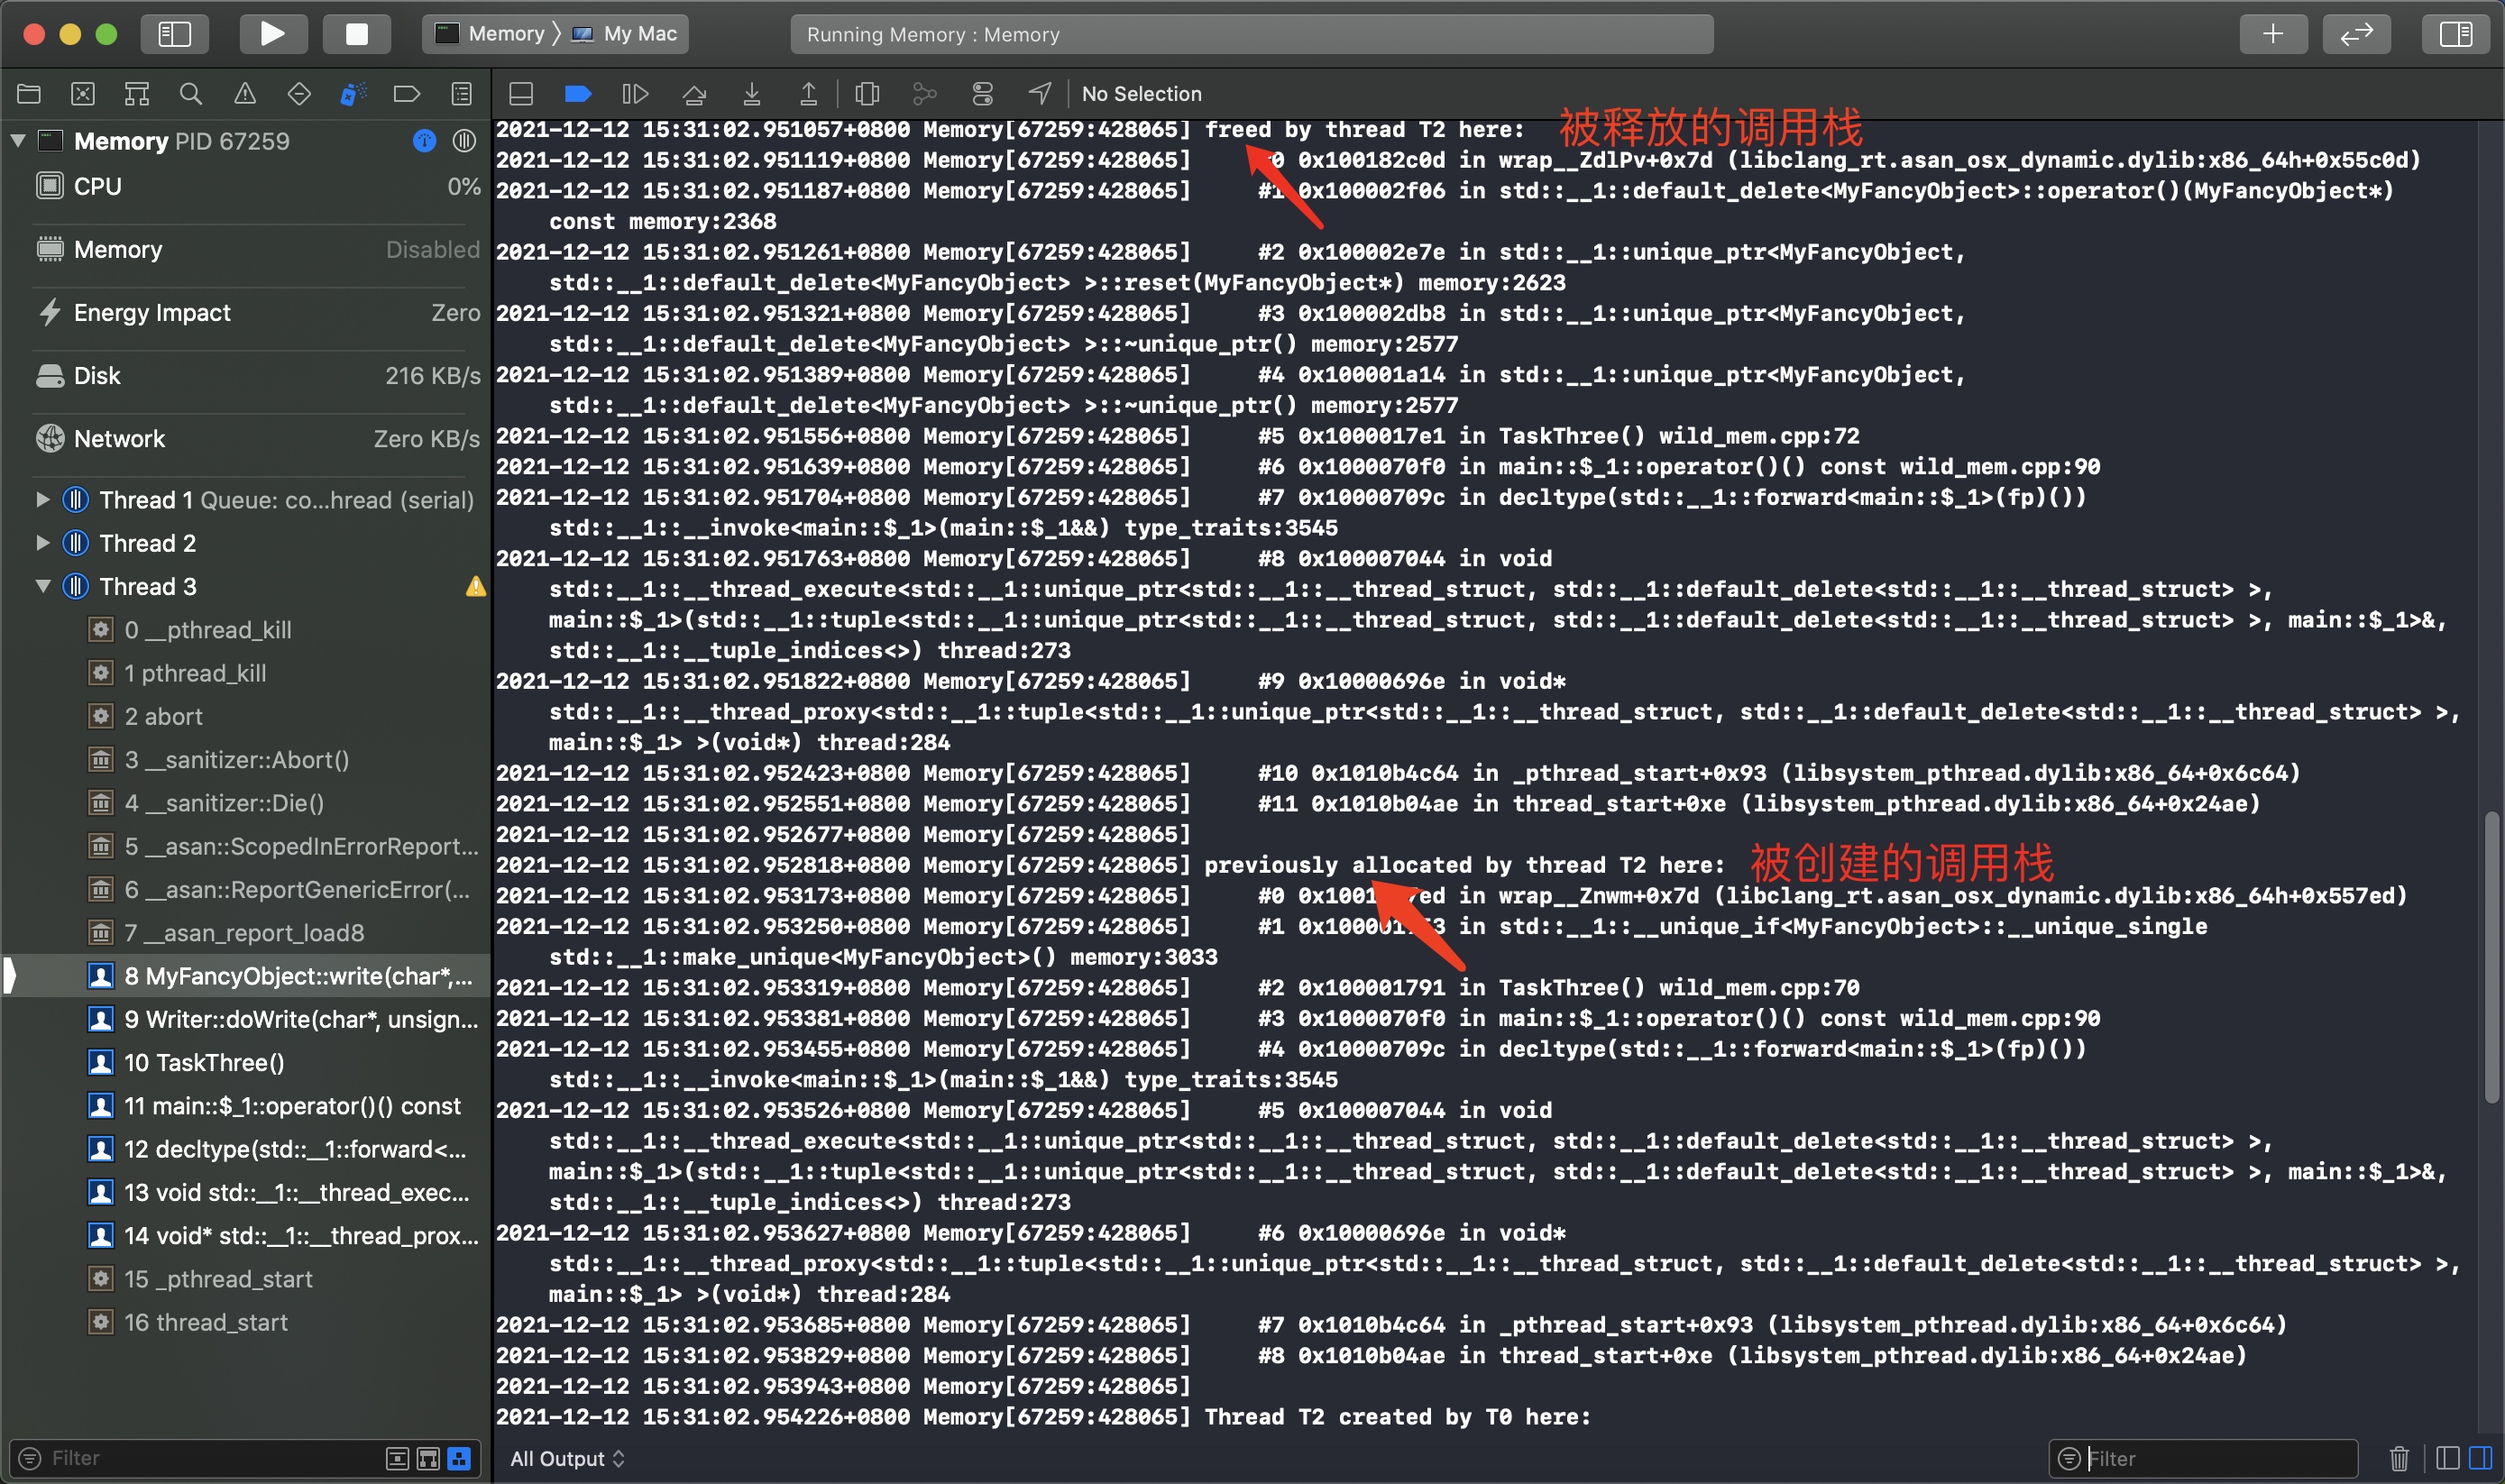 Memory 〉 My Mac
Running Memory : Memory
No Selection
Memory PID 67259
CPU 0%
Memory Disabled
Energy Impact Zero
Disk 216 KB/s
Network Zero KB/s
Thread 1 Queue: co...hread (serial)
Thread 2
Thread 3
0 __pthread_kill
1 pthread_kill
2 abort
3 __sanitizer::Abort()
4 __sanitizer::Die()
5 __asan::ScopedInErrorReport...
6 __asan::ReportGenericError(...
7 __asan_report_load8
8 MyFancyObject::write(char*,...
9 Writer::doWrite(char*, unsign...
10 TaskThree()
11 main::$_1::operator()() const
12 decltype(std::__1::forward<...
13 void std::__1::__thread_exec...
14 void* std::__1::__thread_prox...
15 _pthread_start
16 thread_start
Filter
2021-12-12 15:31:02.951057+0800 Memory[67259:428065] freed by thread T2 here: 被释放的调用栈
2021-12-12 15:31:02.951119+0800 Memory[67259:428065] #0 0x100182c0d in wrap__ZdlPv+0x7d (libclang_rt.asan_osx_dynamic.dylib:x86_64h+0x55c0d)
2021-12-12 15:31:02.951187+0800 Memory[67259:428065] #1 0x100002f06 in std::__1::default_delete<MyFancyObject>::operator()(MyFancyObject*)
const memory:2368
2021-12-12 15:31:02.951261+0800 Memory[67259:428065] #2 0x100002e7e in std::__1::unique_ptr<MyFancyObject,
std::__1::default_delete<MyFancyObject> >::reset(MyFancyObject*) memory:2623
2021-12-12 15:31:02.951321+0800 Memory[67259:428065] #3 0x100002db8 in std::__1::unique_ptr<MyFancyObject,
std::__1::default_delete<MyFancyObject> >::~unique_ptr() memory:2577
2021-12-12 15:31:02.951389+0800 Memory[67259:428065] #4 0x100001a14 in std::__1::unique_ptr<MyFancyObject,
std::__1::default_delete<MyFancyObject> >::~unique_ptr() memory:2577
2021-12-12 15:31:02.951556+0800 Memory[67259:428065] #5 0x1000017e1 in TaskThree() wild_mem.cpp:72
2021-12-12 15:31:02.951639+0800 Memory[67259:428065] #6 0x1000070f0 in main::$_1::operator()() const wild_mem.cpp:90
2021-12-12 15:31:02.951704+0800 Memory[67259:428065] #7 0x10000709c in decltype(std::__1::forward<main::$_1>(fp)())
std::__1::__invoke<main::$_1>(main::$_1&&) type_traits:3545
2021-12-12 15:31:02.951763+0800 Memory[67259:428065] #8 0x100007044 in void
std::__1::__thread_execute<std::__1::unique_ptr<std::__1::__thread_struct, std::__1::default_delete<std::__1::__thread_struct> >,
main::$_1>(std::__1::tuple<std::__1::unique_ptr<std::__1::__thread_struct, std::__1::default_delete<std::__1::__thread_struct> >, main::$_1>&,
std::__1::__tuple_indices<>) thread:273
2021-12-12 15:31:02.951822+0800 Memory[67259:428065] #9 0x10000696e in void*
std::__1::__thread_proxy<std::__1::tuple<std::__1::unique_ptr<std::__1::__thread_struct, std::__1::default_delete<std::__1::__thread_struct> >,
main::$_1> >(void*) thread:284
2021-12-12 15:31:02.952423+0800 Memory[67259:428065] #10 0x1010b4c64 in _pthread_start+0x93 (libsystem_pthread.dylib:x86_64+0x6c64)
2021-12-12 15:31:02.952551+0800 Memory[67259:428065] #11 0x1010b04ae in thread_start+0xe (libsystem_pthread.dylib:x86_64+0x24ae)
2021-12-12 15:31:02.952677+0800 Memory[67259:428065]
2021-12-12 15:31:02.952818+0800 Memory[67259:428065] previously allocated by thread T2 here: 被创建的调用栈
2021-12-12 15:31:02.953173+0800 Memory[67259:428065] #0 in wrap__Znwm+0x7d (libclang_rt.asan_osx_dynamic.dylib:x86_64h+0x557ed)
2021-12-12 15:31:02.953250+0800 Memory[67259:428065] #1 in std::__1::__unique_if<MyFancyObject>::__unique_single
std::__1::make_unique<MyFancyObject>() memory:3033
2021-12-12 15:31:02.953319+0800 Memory[67259:428065] #2 0x100001791 in TaskThree() wild_mem.cpp:70
2021-12-12 15:31:02.953381+0800 Memory[67259:428065] #3 0x1000070f0 in main::$_1::operator()() const wild_mem.cpp:90
2021-12-12 15:31:02.953455+0800 Memory[67259:428065] #4 0x10000709c in decltype(std::__1::forward<main::$_1>(fp)())
std::__1::__invoke<main::$_1>(main::$_1&&) type_traits:3545
2021-12-12 15:31:02.953526+0800 Memory[67259:428065] #5 0x100007044 in void
std::__1::__thread_execute<std::__1::unique_ptr<std::__1::__thread_struct, std::__1::default_delete<std::__1::__thread_struct> >,
main::$_1>(std::__1::tuple<std::__1::unique_ptr<std::__1::__thread_struct, std::__1::default_delete<std::__1::__thread_struct> >, main::$_1>&,
std::__1::__tuple_indices<>) thread:273
2021-12-12 15:31:02.953627+0800 Memory[67259:428065] #6 0x10000696e in void*
std::__1::__thread_proxy<std::__1::tuple<std::__1::unique_ptr<std::__1::__thread_struct, std::__1::default_delete<std::__1::__thread_struct> >,
main::$_1> >(void*) thread:284
2021-12-12 15:31:02.953685+0800 Memory[67259:428065] #7 0x1010b4c64 in _pthread_start+0x93 (libsystem_pthread.dylib:x86_64+0x6c64)
2021-12-12 15:31:02.953829+0800 Memory[67259:428065] #8 0x1010b04ae in thread_start+0xe (libsystem_pthread.dylib:x86_64+0x24ae)
2021-12-12 15:31:02.953943+0800 Memory[67259:428065]
2021-12-12 15:31:02.954226+0800 Memory[67259:428065] Thread T2 created by T0 here:
All Output
Filter